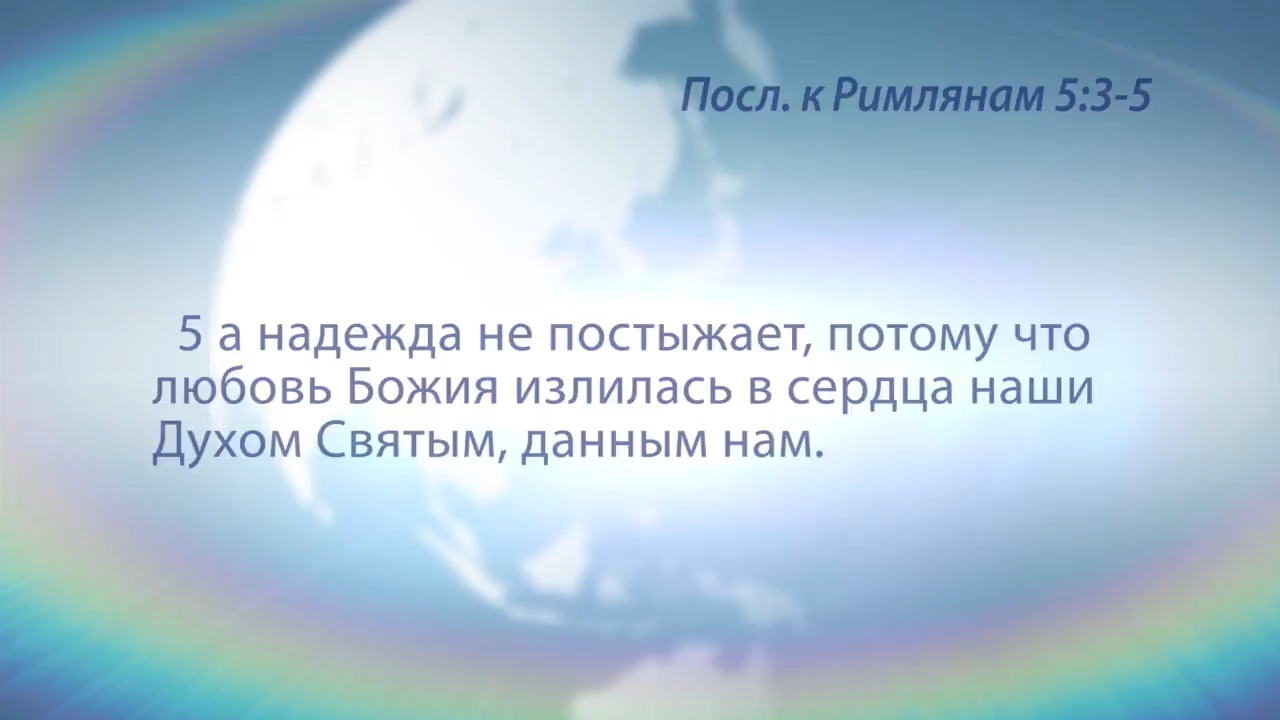 Посл. к Римлянам 5:3-5
5 а надежда не постыжает, потому что
любовь Божия излилась в сердца наши
Духом Святым, данным нам.